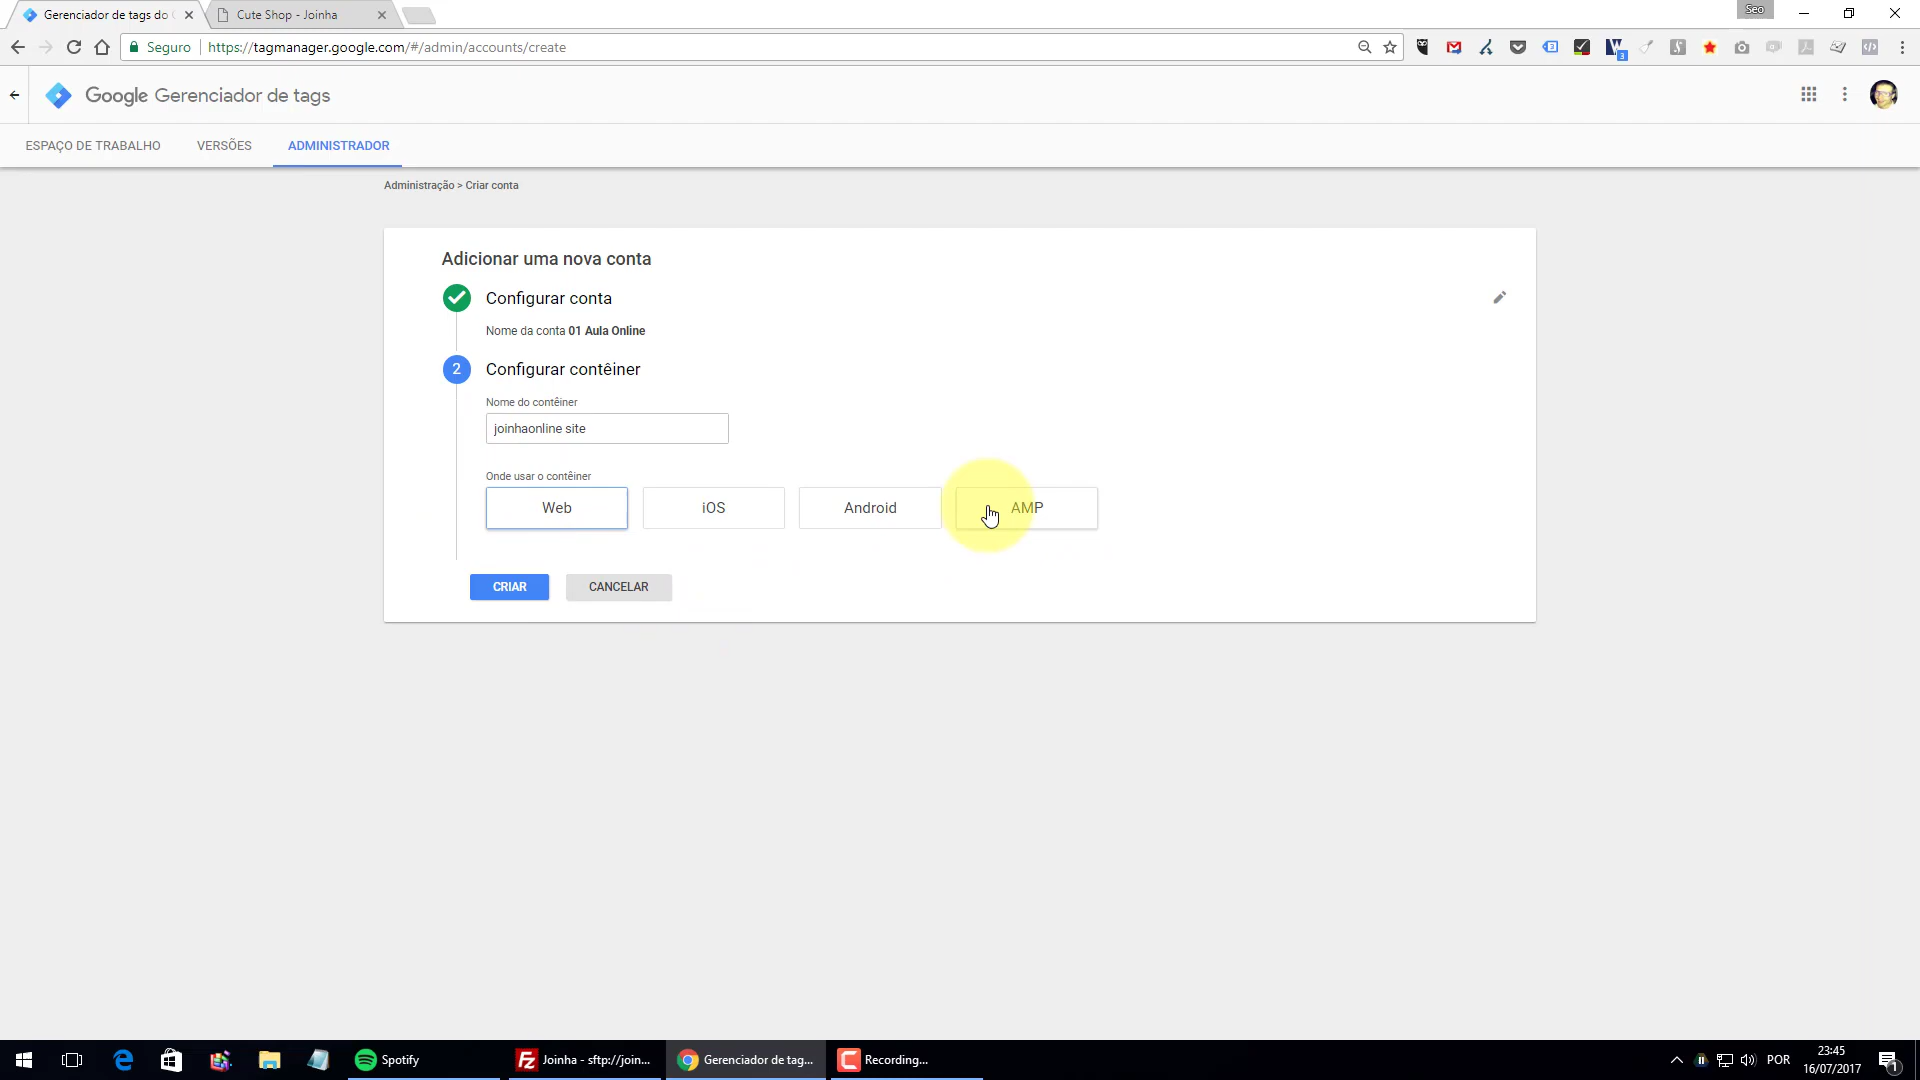 Gerenciador de tags do
Cute Shop - Joinha
Seo
Seguro
https://tagmanager.google.com/#/admin/accounts/create
Google Gerenciador de tags
ESPAÇO DE TRABALHO
VERSÕES
ADMINISTRADOR
Administração > Criar conta
Adicionar uma nova conta
Configurar conta
Nome da conta 01 Aula Online
2
Configurar contêiner
Nome do contêiner
joinhaonline site
Onde usar o contêiner
Web
iOS
Android
AMP
CRIAR
CANCELAR
Spotify
Joinha - sftp://join...
Gerenciador de tag...
Recording...
POR
23:45
16/07/2017
1